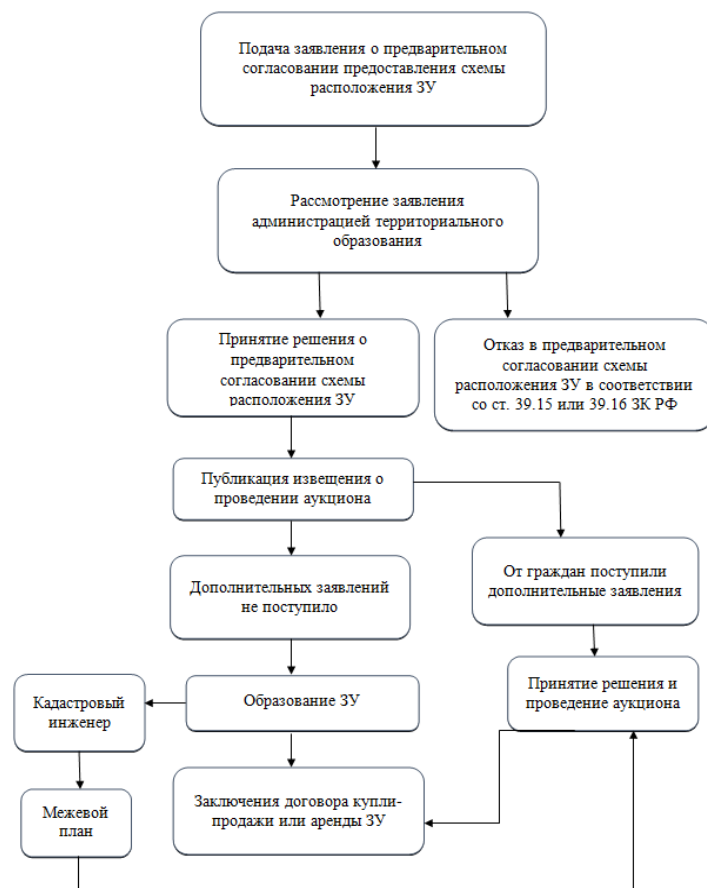 Подача заявления о предварительном
согласовании предоставления схемы
расположения ЗУ
Рассмотрение заявления
администрацией территориального
образования
Принятие решения о
предварительном
согласовании схемы
расположения ЗУ
Отказ в предварительном
согласовании схемы
расположения ЗУ в соответствии
со ст. 39.15 или 39.16 ЗК РФ
Публикация извещения о
проведении аукциона
Дополнительных заявлений
не поступило
От граждан поступили
дополнительные заявления
Кадастровый
инженер
Образование ЗУ
Принятие решения и
проведение аукциона
Межевой
план
Заключения договора купли-
продажи или аренды ЗУ